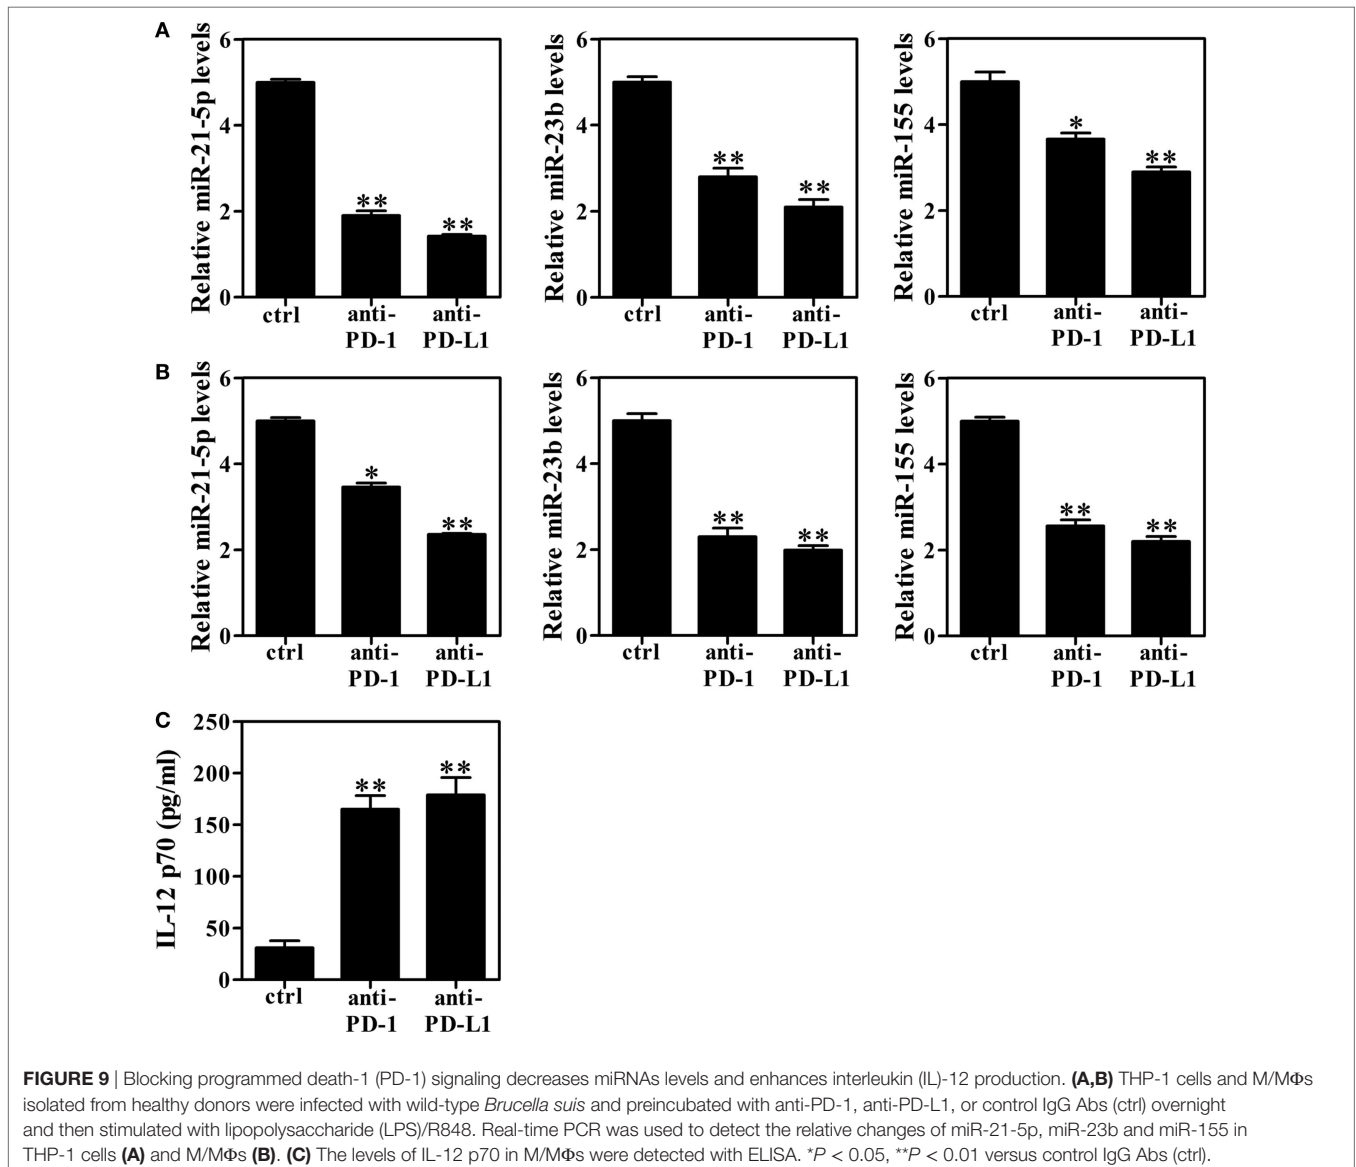 A
Relative miR-21-5p levels
6
4
2
0
**
**
ctrl
anti-
PD-1
anti-
PD-L1
Relative miR-23b levels
6
4
2
0
**
**
ctrl
anti-
PD-1
anti-
PD-L1
Relative miR-155 levels
6
4
2
0
*
**
ctrl
anti-
PD-1
anti-
PD-L1
B
Relative miR-21-5p levels
6
4
2
0
*
**
ctrl
anti-
PD-1
anti-
PD-L1
Relative miR-23b levels
6
4
2
0
**
**
ctrl
anti-
PD-1
anti-
PD-L1
Relative miR-155 levels
6
4
2
0
**
**
ctrl
anti-
PD-1
anti-
PD-L1
C
IL-12 p70 (pg/ml)
250
200
150
100
50
0
**
**
ctrl
anti-
PD-1
anti-
PD-L1
FIGURE 9 | Blocking programmed death-1 (PD-1) signaling decreases miRNAs levels and enhances interleukin (IL)-12 production. (A,B) THP-1 cells and M/MΦs
isolated from healthy donors were infected with wild-type Brucella suis and preincubated with anti-PD-1, anti-PD-L1, or control IgG Abs (ctrl) overnight
and then stimulated with lipopolysaccharide (LPS)/R848. Real-time PCR was used to detect the relative changes of miR-21-5p, miR-23b and miR-155 in
THP-1 cells (A) and M/MΦs (B). (C) The levels of IL-12 p70 in M/MΦs were detected with ELISA. *P < 0.05, **P < 0.01 versus control IgG Abs (ctrl).